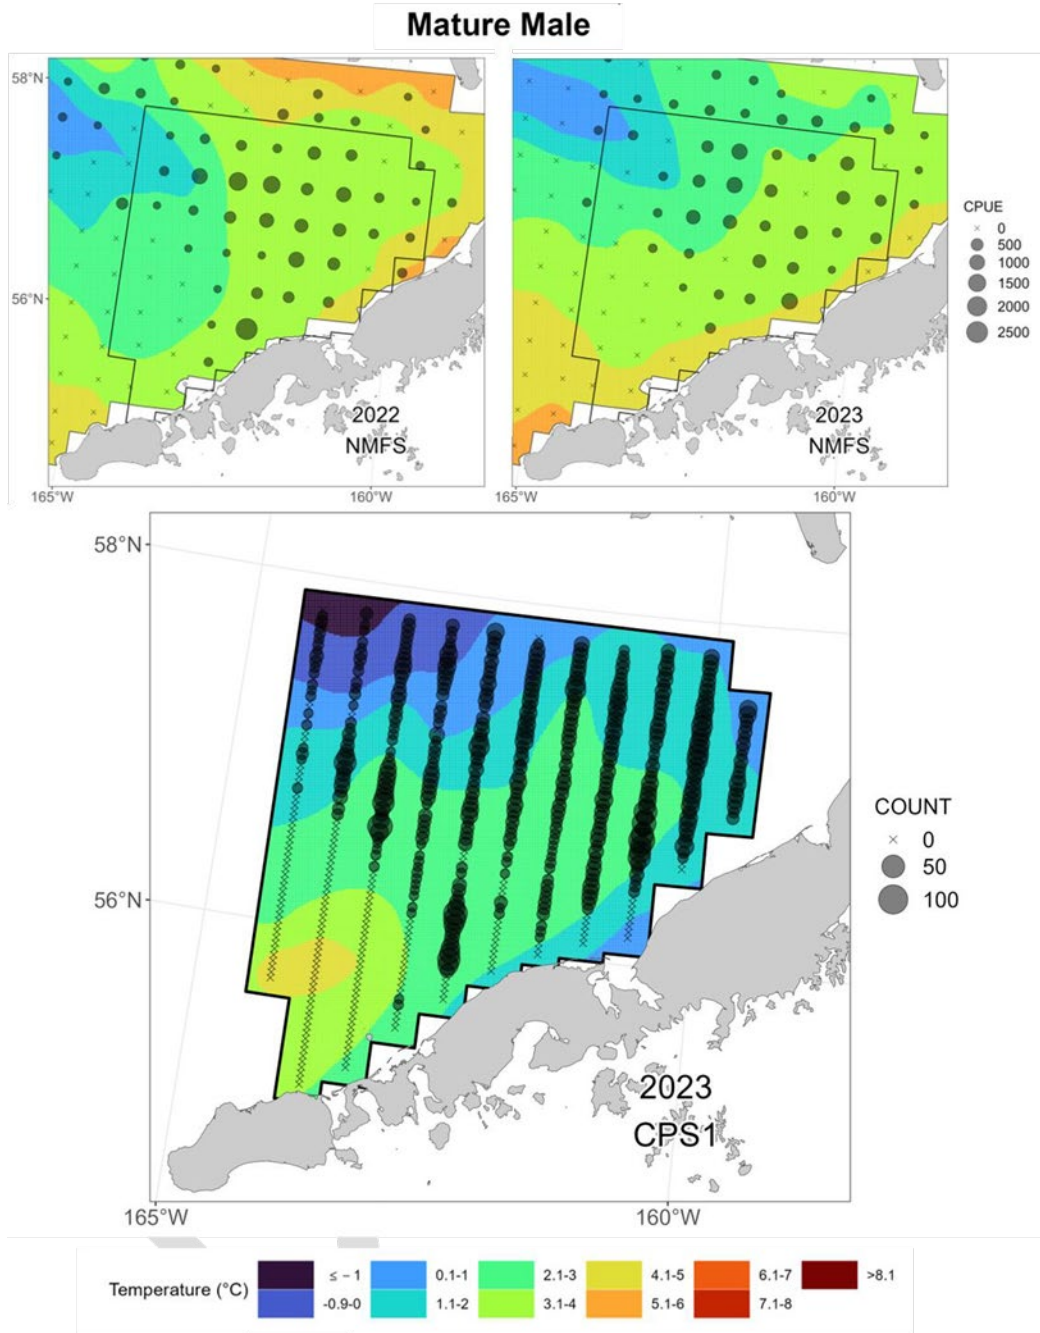 Mature Male
58°N
56°N
165°W
160°W
2022
NMFS
165°W
160°W
2023
NMFS
CPUE
0
500
1000
1500
2000
2500
58°N
56°N
165°W
160°W
2023
CPS1
COUNT
0
50
100
Temperature (°C)
≤ − 1
0.1-1
2.1-3
4.1-5
6.1-7
>8.1
-0.9-0
1.1-2
3.1-4
5.1-6
7.1-8